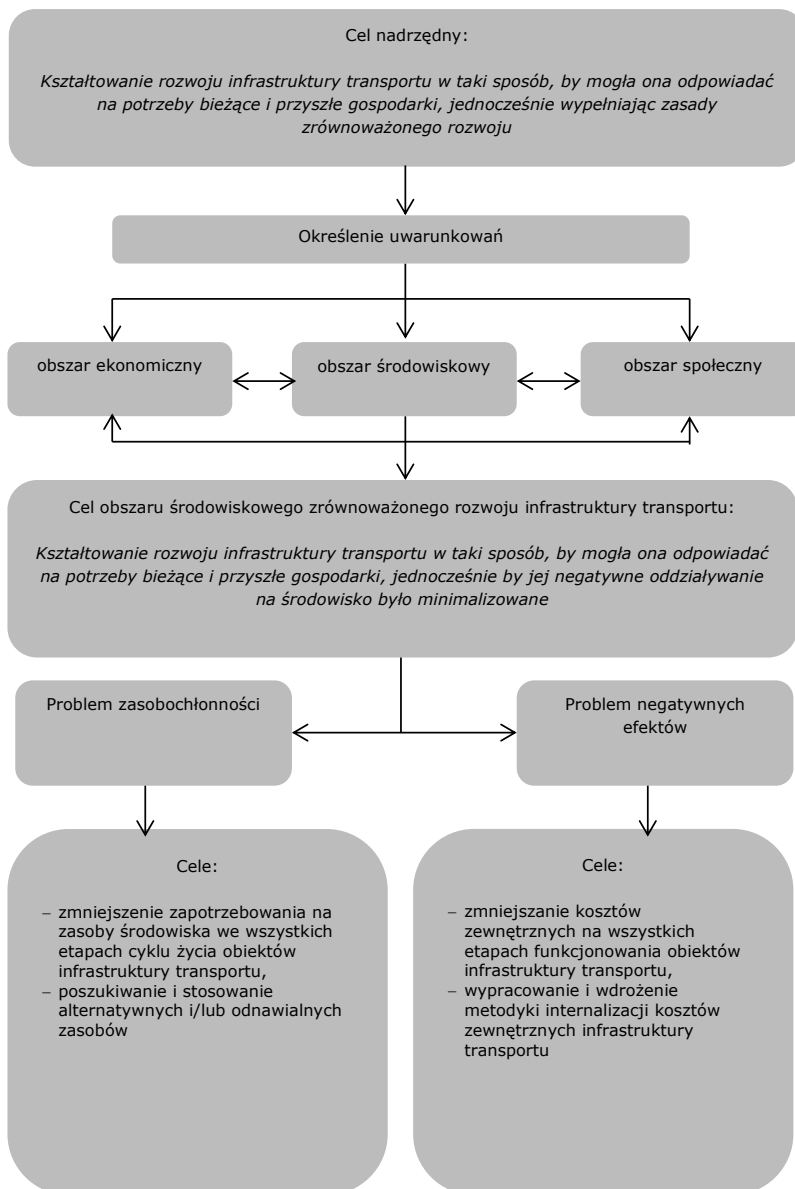 Cel nadrzędny:
Kształtowanie rozwoju infrastruktury transportu w taki sposób, by mogła ona odpowiadać
na potrzeby bieżące i przyszłe gospodarki, jednocześnie wypełniając zasady
zrównoważonego rozwoju
Określenie uwarunkowań
obszar ekonomiczny
obszar środowiskowy
obszar społeczny
Cel obszaru środowiskowego zrównoważonego rozwoju infrastruktury transportu:
Kształtowanie rozwoju infrastruktury transportu w taki sposób, by mogła ona odpowiadać
na potrzeby bieżące i przyszłe gospodarki, jednocześnie by jej negatywne oddziaływanie
na środowisko było minimalizowane
Problem zasobochłonności
Problem negatywnych
efektów
Cele:
– zmniejszenie zapotrzebowania na
zasoby środowiska we wszystkich
etapach cyklu życia obiektów
infrastruktury transportu,
– poszukiwanie i stosowanie
alternatywnych i/lub odnawialnych
zasobów
Cele:
– zmniejszanie kosztów
zewnętrznych na wszystkich
etapach funkcjonowania obiektów
infrastruktury transportu,
– wypracowanie i wdrożenie
metodyki internalizacji kosztów
zewnętrznych infrastruktury
transportu